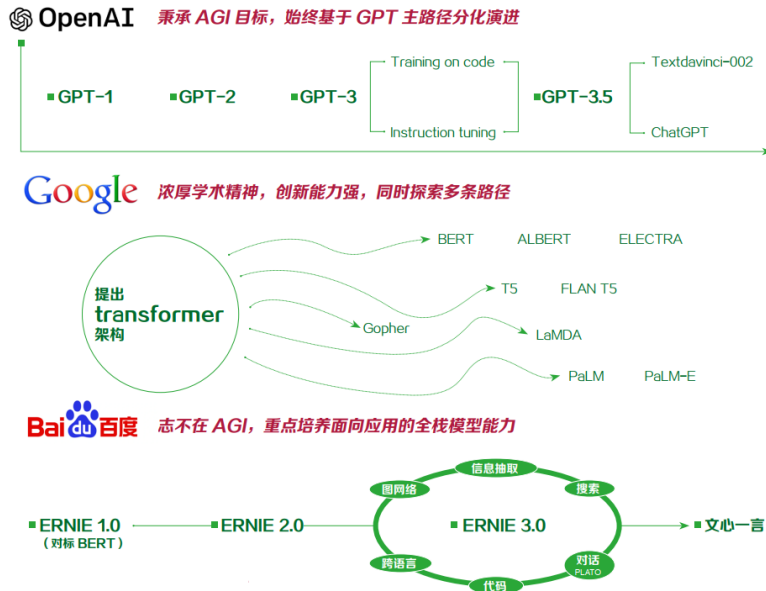 OpenAI 秉承 AGI 目标，始终基于 GPT 主路径分化演进
Training on code
Textdavinci-002
GPT-1 GPT-2 GPT-3 GPT-3.5
Instruction tuning
ChatGPT
Google 浓厚学术精神，创新能力强，同时探索多条路径
BERT ALBERT ELECTRA
提出
transformer
架构
T5 FLAN T5
Gopher
LaMDA
PaLM PaLM-E
Bai du 百度 志不在 AGI，重点培养面向应用的全栈模型能力
信息抽取
图网络
搜索
ERNIE 1.0 ERNIE 2.0 ERNIE 3.0 文心一言
（对标 BERT）
跨语言
对话
PLATO
代码